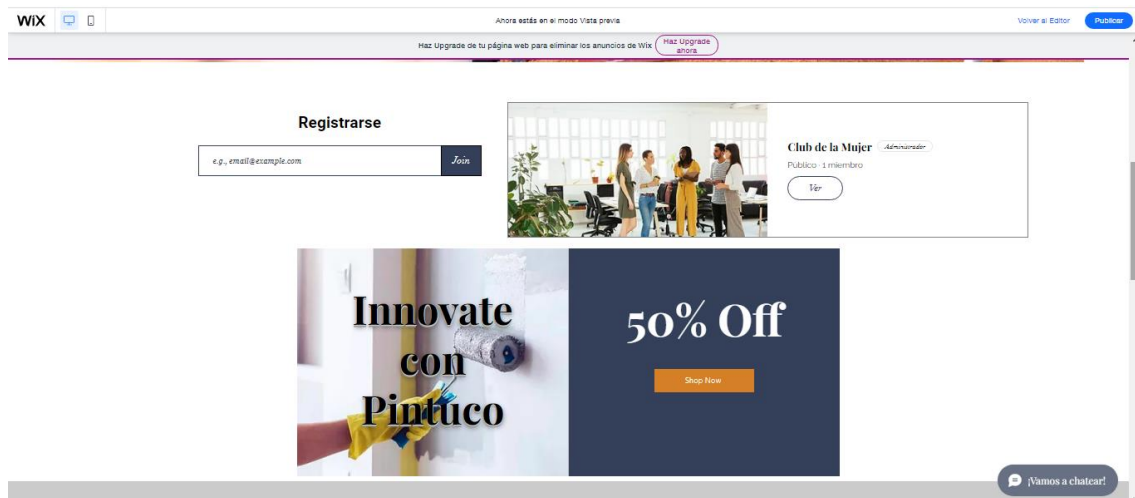 WiX
Ahora estás en el modo Vista previa
Volver al Editor
Publicar
Haz Upgrade de tu página web para eliminar los anuncios de Wix
Haz Upgrade
ahora
Registrarse
e.g., email@example.com
Join
Club de la Mujer
Administrador
Público · 1 miembro
Ver
Innovate
con
Pintuco
50% Off
Shop Now
¡Vamos a chatear!